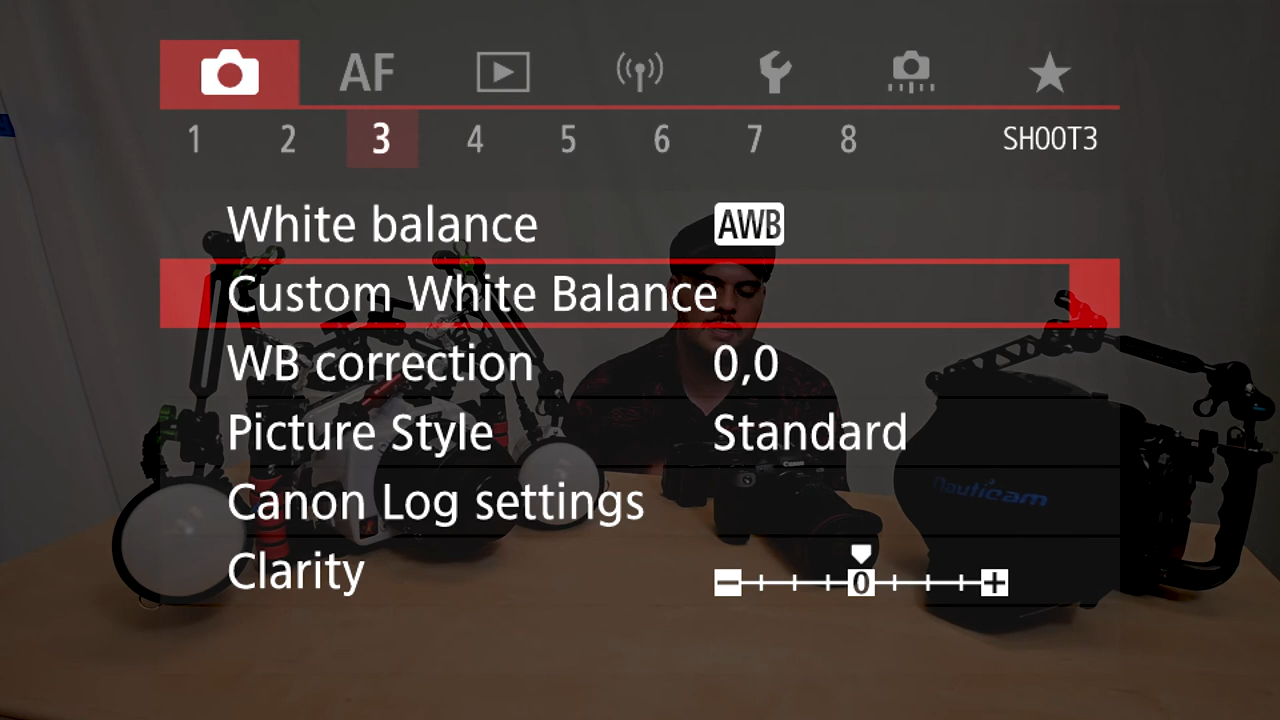 AF
1 2 3 4 5 6 7 8 SHOOT3
White balance AWB
Custom White Balance
WB correction 0,0
Picture Style Standard
Canon Log settings
Clarity 0
Nauticam